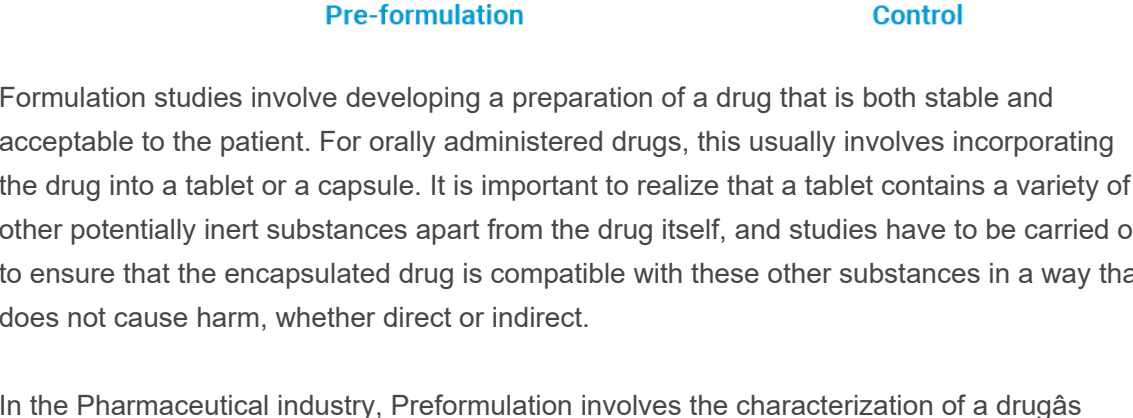 Pre-formulation Control
Formulation studies involve developing a preparation of a drug that is both stable and
acceptable to the patient. For orally administered drugs, this usually involves incorporating
the drug into a tablet or a capsule. It is important to realize that a tablet contains a variety of
other potentially inert substances apart from the drug itself, and studies have to be carried o
to ensure that the encapsulated drug is compatible with these other substances in a way tha
does not cause harm, whether direct or indirect.
In the Pharmaceutical industry, Preformulation involves the characterization of a drugâs